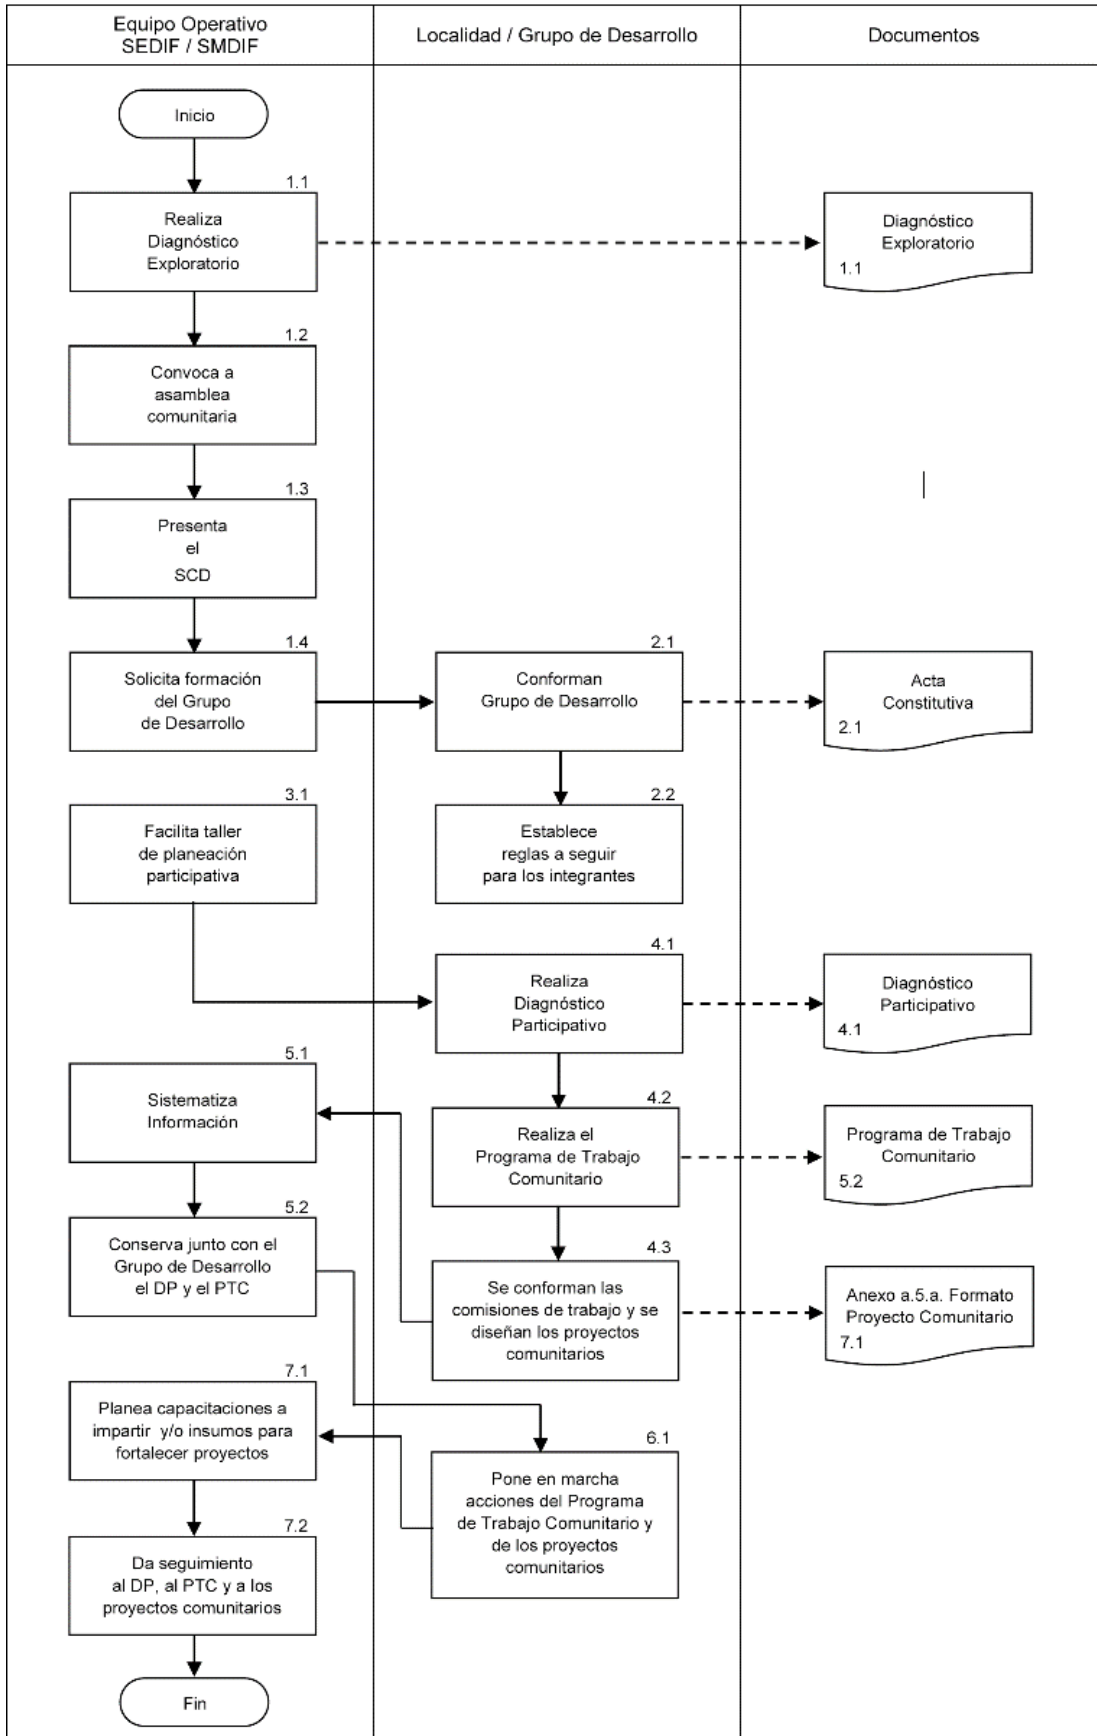 Equipo Operativo
SEDIF / SMDIF
Localidad / Grupo de Desarrollo
Documentos
Inicio
1.1
Realiza
Diagnóstico
Exploratorio
Diagnóstico
Exploratorio
1.1
1.2
Convoca a
asamblea
comunitaria
1.3
Presenta
el
SCD
1.4
Solicita formación
del Grupo
de Desarrollo
2.1
Conforman
Grupo de Desarrollo
Acta
Constitutiva
2.1
3.1
Facilita taller
de planeación
participativa
2.2
Establece
reglas a seguir
para los integrantes
4.1
Realiza
Diagnóstico
Participativo
Diagnóstico
Participativo
4.1
5.1
Sistematiza
Información
4.2
Realiza el
Programa de Trabajo
Comunitario
Programa de Trabajo
Comunitario
5.2
5.2
Conserva junto con el
Grupo de Desarrollo
el DP y el PTC
4.3
Se conforman las
comisiones de trabajo y se
diseñan los proyectos
comunitarios
Anexo a.5.a. Formato
Proyecto Comunitario
7.1
7.1
Planea capacitaciones a
impartir y/o insumos para
fortalecer proyectos
6.1
Pone en marcha
acciones del Programa
de Trabajo Comunitario y
de los proyectos
comunitarios
7.2
Da seguimiento
al DP, al PTC y a los
proyectos comunitarios
Fin